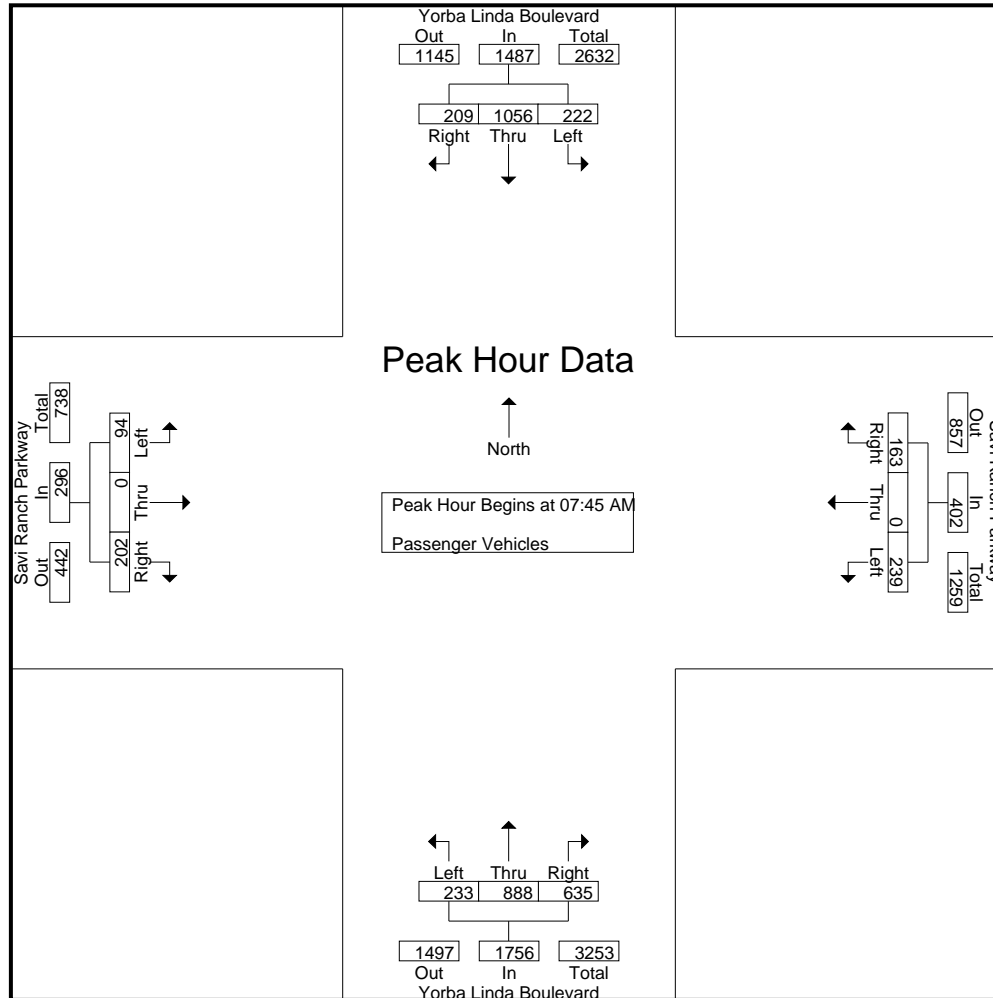 Yorba Linda Boulevard
Out In Total
1145 1487 2632
209 1056 222
Right Thru Left
Peak Hour Data
North
Peak Hour Begins at 07:45 AM
Passenger Vehicles
Savi Ranch Parkway
Total In Out
738 296 442
94 0 202
Left Thru Right
Right Thru Left
163 0 239
Out In Total
857 402 1259
Left Thru Right
233 888 635
1497 1756 3253
Out In Total
Yorba Linda Boulevard